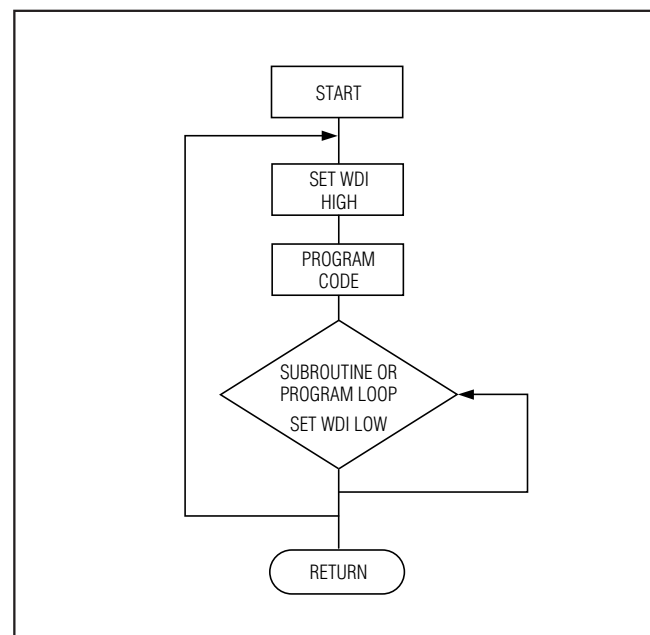 START
SET WDI
HIGH
PROGRAM
CODE
SUBROUTINE OR
PROGRAM LOOP
SET WDI LOW
RETURN